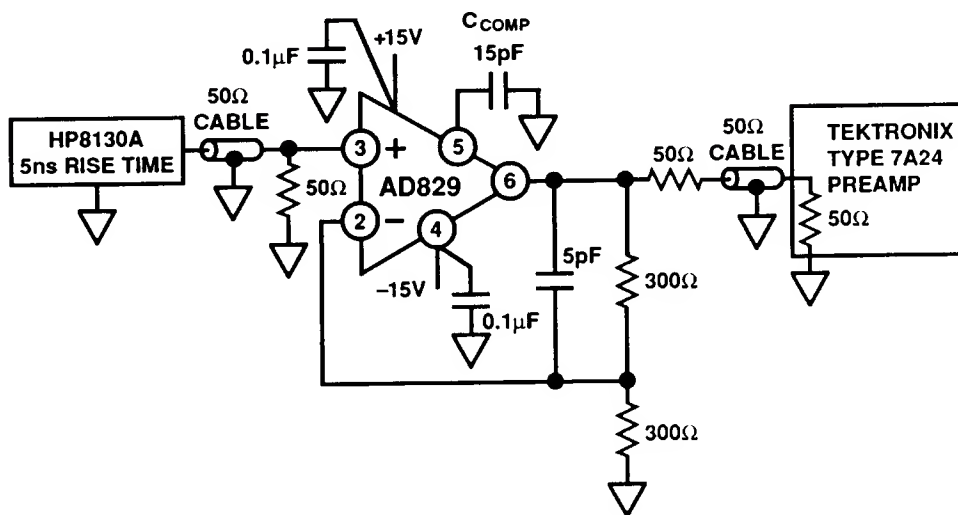 C_COMP
15pF
0.1µF
+15V
50Ω
CABLE
HP8130A
5ns RISE TIME
3
+
5
50Ω
AD829
6
2
–
4
–15V
0.1µF
5pF
300Ω
50Ω
50Ω
CABLE
TEKTRONIX
TYPE 7A24
PREAMP
50Ω
300Ω